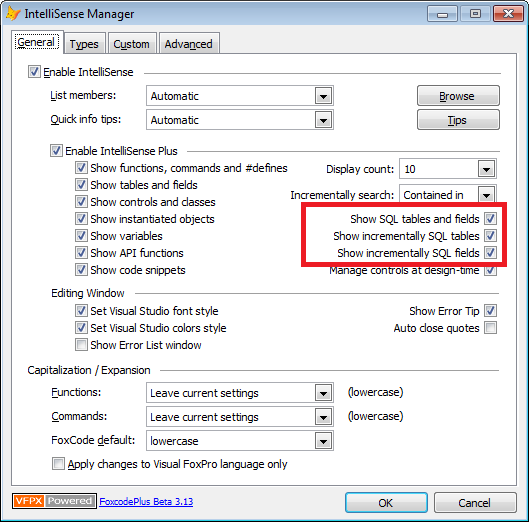 IntelliSense Manager
General Types Custom Advanced
Enable IntelliSense
List members: Automatic Browse
Quick info tips: Automatic Tips
Enable IntelliSense Plus
Show functions, commands and #defines Display count: 10
Show tables and fields
Show controls and classes Incrementally search: Contained in
Show instantiated objects Show SQL tables and fields
Show variables Show incrementally SQL tables
Show API functions Show incrementally SQL fields
Show code snippets Manage controls at design-time
Editing Window
Set Visual Studio font style Show Error Tip
Set Visual Studio colors style Auto close quotes
Show Error List window
Capitalization / Expansion
Functions: Leave current settings (lowercase)
Commands: Leave current settings (lowercase)
FoxCode default: lowercase
Apply changes to Visual FoxPro language only
VFPX Powered FoxcodePlus Beta 3.13 OK Cancel